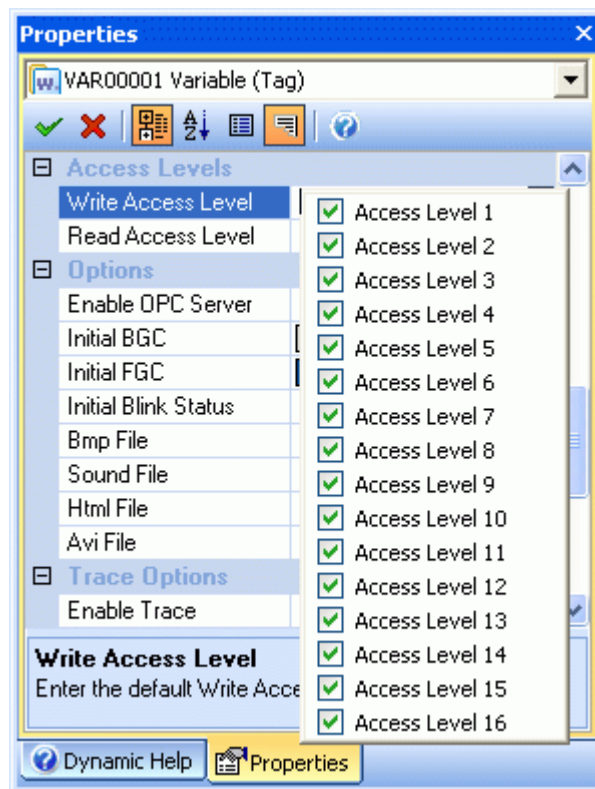 Properties
VAR00001 Variable (Tag)
Access Levels
Write Access Level
Read Access Level
Options
Enable OPC Server
Initial BGC
Initial FGC
Initial Blink Status
Bmp File
Sound File
Html File
Avi File
Trace Options
Enable Trace
Access Level 1
Access Level 2
Access Level 3
Access Level 4
Access Level 5
Access Level 6
Access Level 7
Access Level 8
Access Level 9
Access Level 10
Access Level 11
Access Level 12
Access Level 13
Access Level 14
Access Level 15
Access Level 16
Write Access Level
Enter the default Write Acce
Dynamic Help
Properties